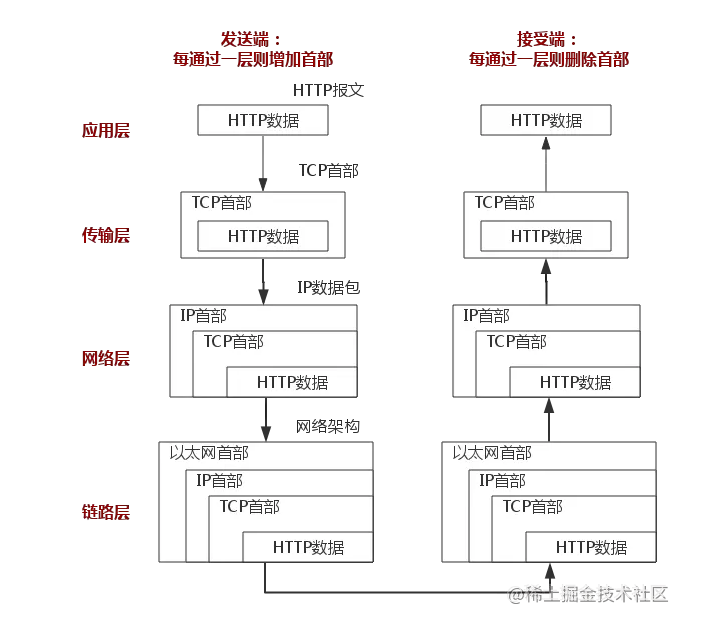 发送端：
每通过一层则增加首部
接受端：
每通过一层则删除首部
HTTP报文
应用层
HTTP数据
HTTP数据
TCP首部
传输层
TCP首部
HTTP数据
TCP首部
HTTP数据
IP数据包
网络层
IP首部
TCP首部
HTTP数据
IP首部
TCP首部
HTTP数据
网络架构
链路层
以太网首部
IP首部
TCP首部
HTTP数据
以太网首部
IP首部
TCP首部
HTTP数据
@稀土掘金技术社区